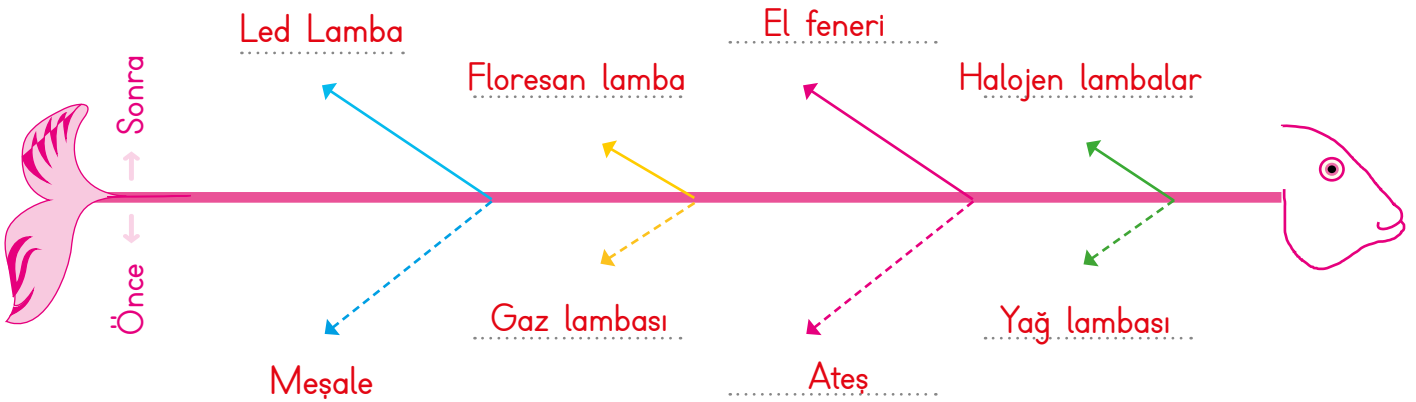 Led Lamba
El feneri
Floresan lamba
Halojen lambalar
Sonra
Önce
Gaz lambası
Yağ lambası
Meşale
Ateş